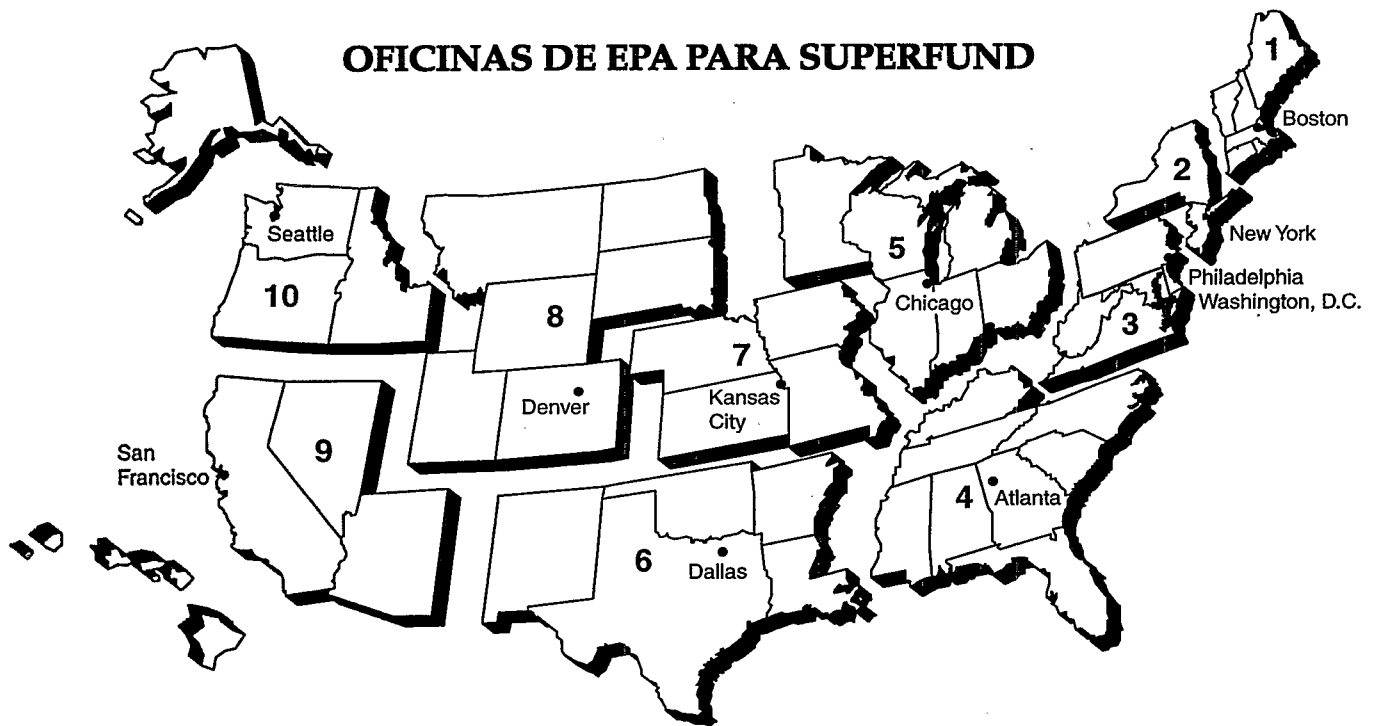 OFICINAS DE EPA PARA SUPERFUND
1
Boston
2
New York
Seattle
5
Philadelphia
Washington, D.C.
10
Chicago
8
3
7
Denver
Kansas
City
9
San
Francisco
4
Atlanta
6
Dallas